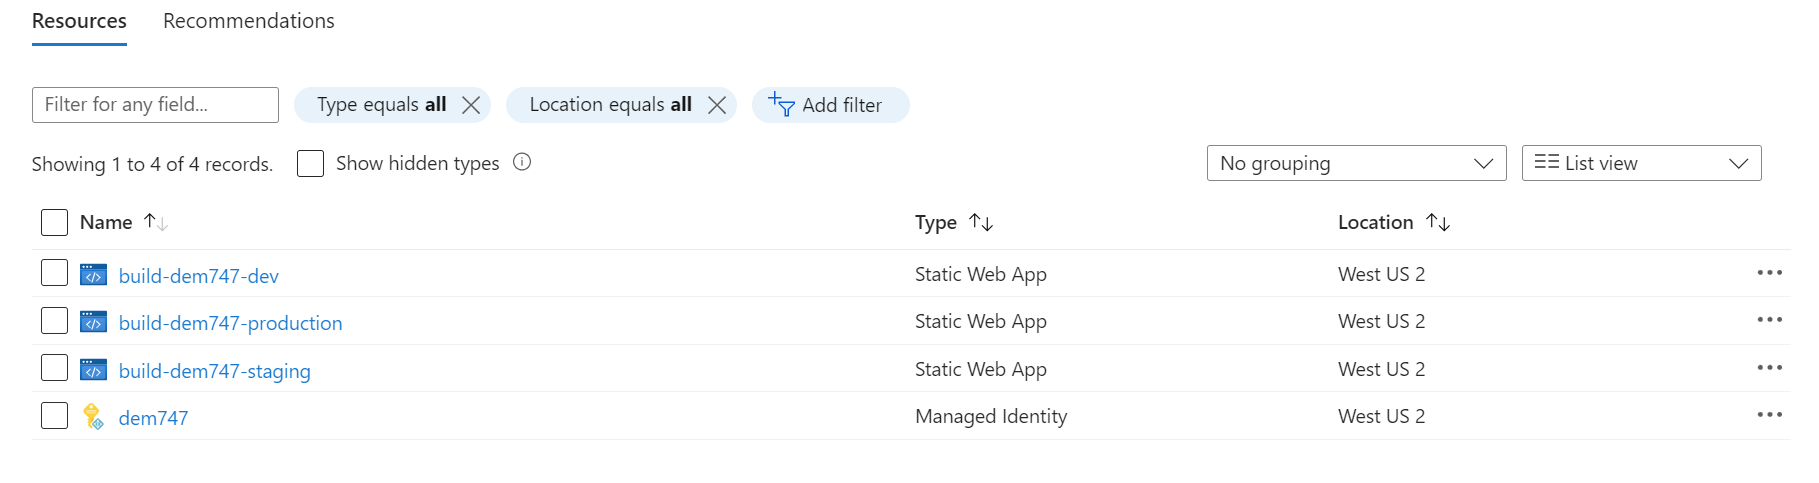 Resources Recommendations
Filter for any field... Type equals all Location equals all Add filter
Showing 1 to 4 of 4 records. Show hidden types No grouping List view
Name Type Location
build-dem747-dev Static Web App West US 2
build-dem747-production Static Web App West US 2
build-dem747-staging Static Web App West US 2
dem747 Managed Identity West US 2